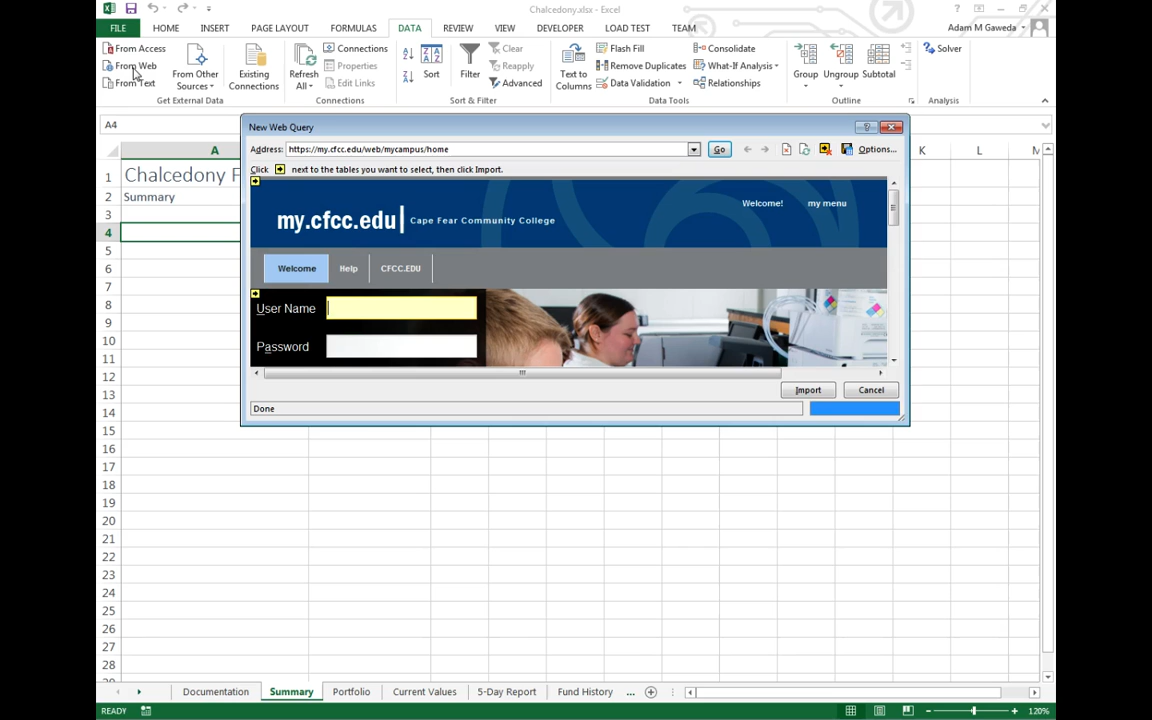 Chalcedony.xlsx - Excel
FILE HOME INSERT PAGE LAYOUT FORMULAS DATA REVIEW VIEW DEVELOPER LOAD TEST TEAM Adam M Gaweda
From Access
From Web
From Text
From Other Sources
Get External Data
Existing Connections
Refresh All
Connections
Properties
Edit Links
Connections
Sort
Filter
Clear
Reapply
Advanced
Sort & Filter
Text to Columns
Flash Fill
Remove Duplicates
Data Validation
Consolidate
What-If Analysis
Relationships
Data Tools
Group
Ungroup
Subtotal
Outline
Solver
Analysis
A4
New Web Query
Address: https://my.cfcc.edu/web/mycampus/home Go Options...
Click next to the tables you want to select, then click Import.
Welcome! my menu
my.cfcc.edu Cape Fear Community College
Welcome Help CFCC.EDU
User Name
Password
Import Cancel
Done
A K L M
1 Chalcedony F
2 Summary
3
4
5
6
7
8
9
10
11
12
13
14
15
16
17
18
19
20
21
22
23
24
25
26
27
28
Documentation Summary Portfolio Current Values 5-Day Report Fund History ...
READY 120%